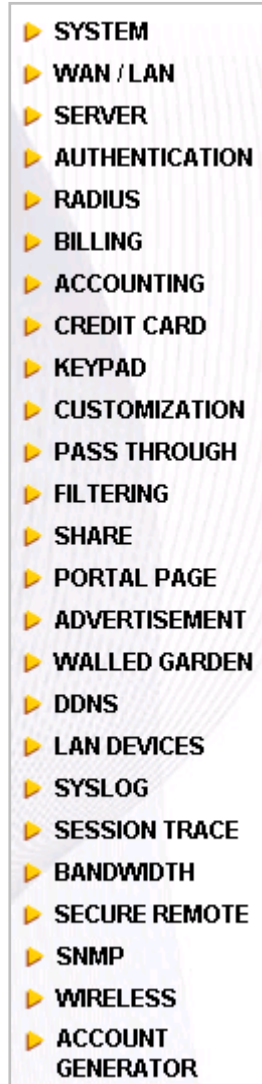 SYSTEM
WAN / LAN
SERVER
AUTHENTICATION
RADIUS
BILLING
ACCOUNTING
CREDIT CARD
KEYPAD
CUSTOMIZATION
PASS THROUGH
FILTERING
SHARE
PORTAL PAGE
ADVERTISEMENT
WALLED GARDEN
DDNS
LAN DEVICES
SYSLOG
SESSION TRACE
BANDWIDTH
SECURE REMOTE
SNMP
WIRELESS
ACCOUNT
GENERATOR